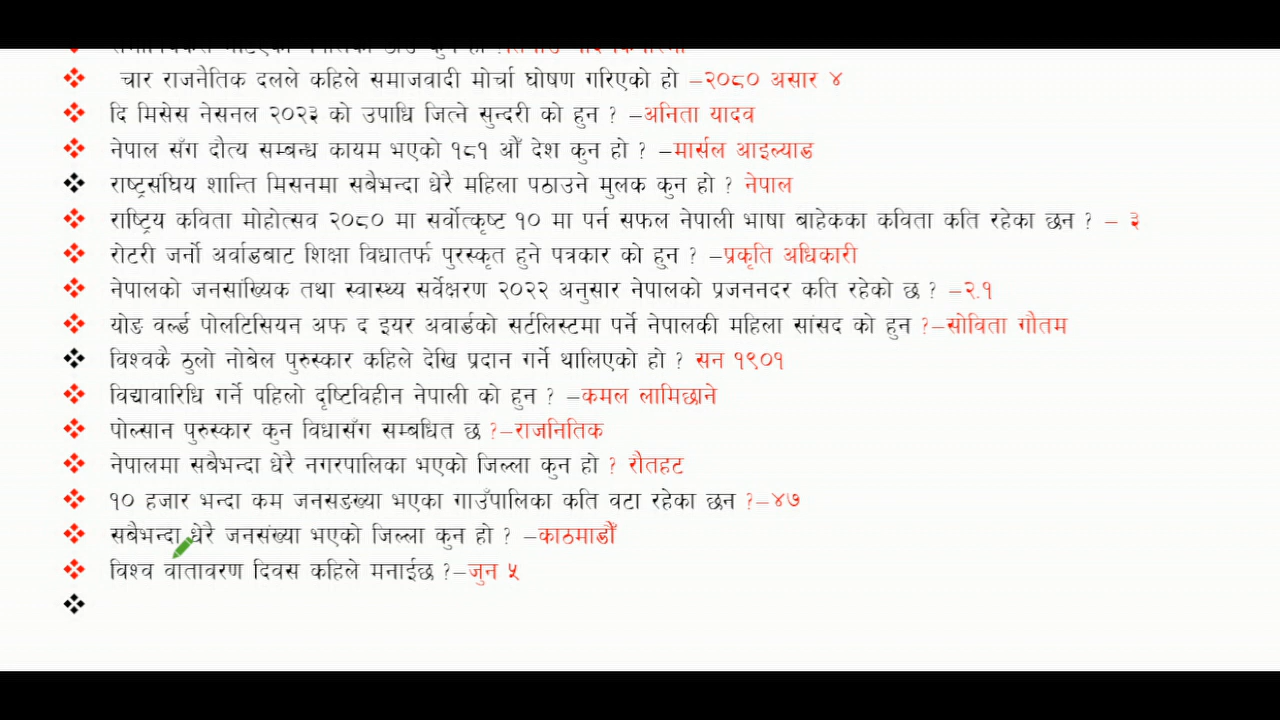 चार राजनैतिक दलले कहिले समाजवादी मोर्चा घोषण गरिएको हो –२०८० असार ४
दि मिसेस नेसनल २०२३ को उपाधि जित्ने सुन्दरी को हुन ? –अनिता यादव
नेपाल सँग दौत्य सम्बन्ध कायम भएको १८१ औँ देश कुन हो ? –मार्सल आइल्याड
राष्ट्रसंघिय शान्ति मिसनमा सबैभन्दा धेरै महिला पठाउने मुलक कुन हो ? नेपाल
राष्ट्रिय कविता मोहोत्सव २०८० मा सर्वोत्कृष्ट १० मा पर्न सफल नेपाली भाषा बाहेकका कविता कति रहेका छन ? – ३
रोटरी जर्नो अर्वाडबाट शिक्षा विधातर्फ पुरस्कृत हुने पत्रकार को हु्न ? –प्रकृति अधिकारी
नेपालको जनसांख्यिक तथा स्वास्थ्य सर्वेक्षरण २०२२ अनुसार नेपालको प्रजननदर कति रहेको छ ? –२.१
योङ वर्ल्ड पोलटिसियन अफ द इयर अवार्डको सर्टलिस्टमा पर्ने नेपालकी महिला सांसद को हुन ?–सोविता गौतम
विश्वकै ठुलो नोबेल पुरुस्कार कहिले देखि प्रदान गर्ने थालिएको हो ? सन १९०१
विद्यावारिधि गर्ने पहिलो दृष्टिविहीन नेपाली को हुन ? –कमल लामिछाने
पोल्सान पुरुस्कार कुन विधासँग सम्बधित छ ?–राजनितिक
नेपालमा सबैभन्दा धेरै नगरपालिका भएको जिल्ला कुन हो ? रौतहट
१० हजार भन्दा कम जनसङख्या भएका गाउँपालिका कति वटा रहेका छन ?–४७
सबैभन्दा धेरै जनसंख्या भएको जिल्ला कुन हो ? –काठमाडौँ
विश्व वातावरण दिवस कहिले मनाईछ ?–जुन ५